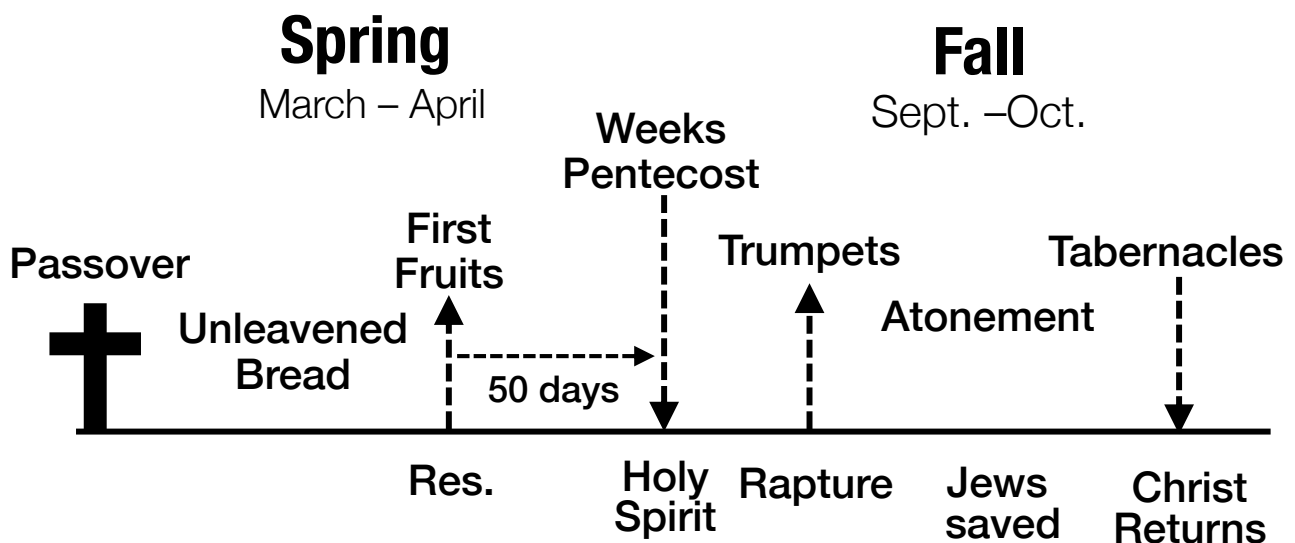 Spring
March – April
Fall
Sept. –Oct.
Weeks
Pentecost
First
Fruits
Passover
Trumpets
Tabernacles
Unleavened
Bread
Atonement
50 days
Res.
Holy
Spirit
Rapture
Jews
saved
Christ
Returns